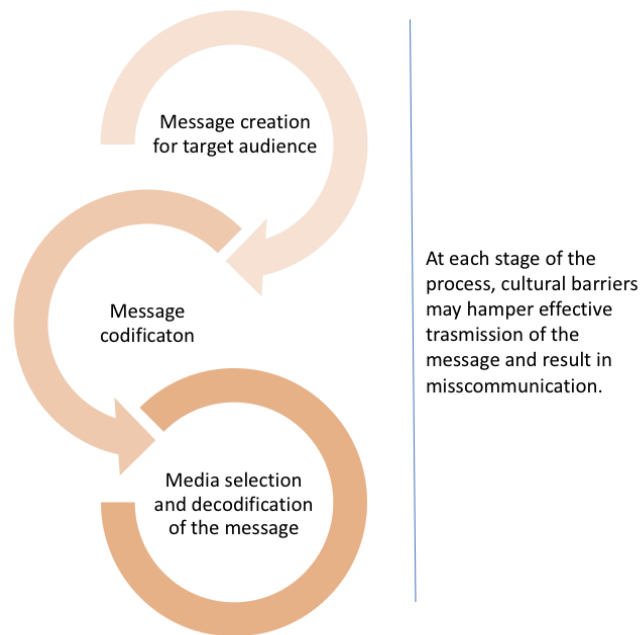 Message creation
for target audience
Message
codificaton
Media selection
and decodification
of the message
At each stage of the
process, cultural barriers
may hamper effective
trasmission of the
message and result in
misscommunication.